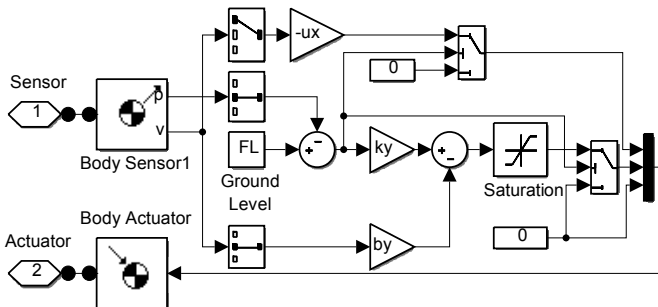 -ux
Sensor
1
p
v
0
Body Sensor1
FL
Ground
Level
ky
Saturation
Body Actuator
Actuator
2
by
0